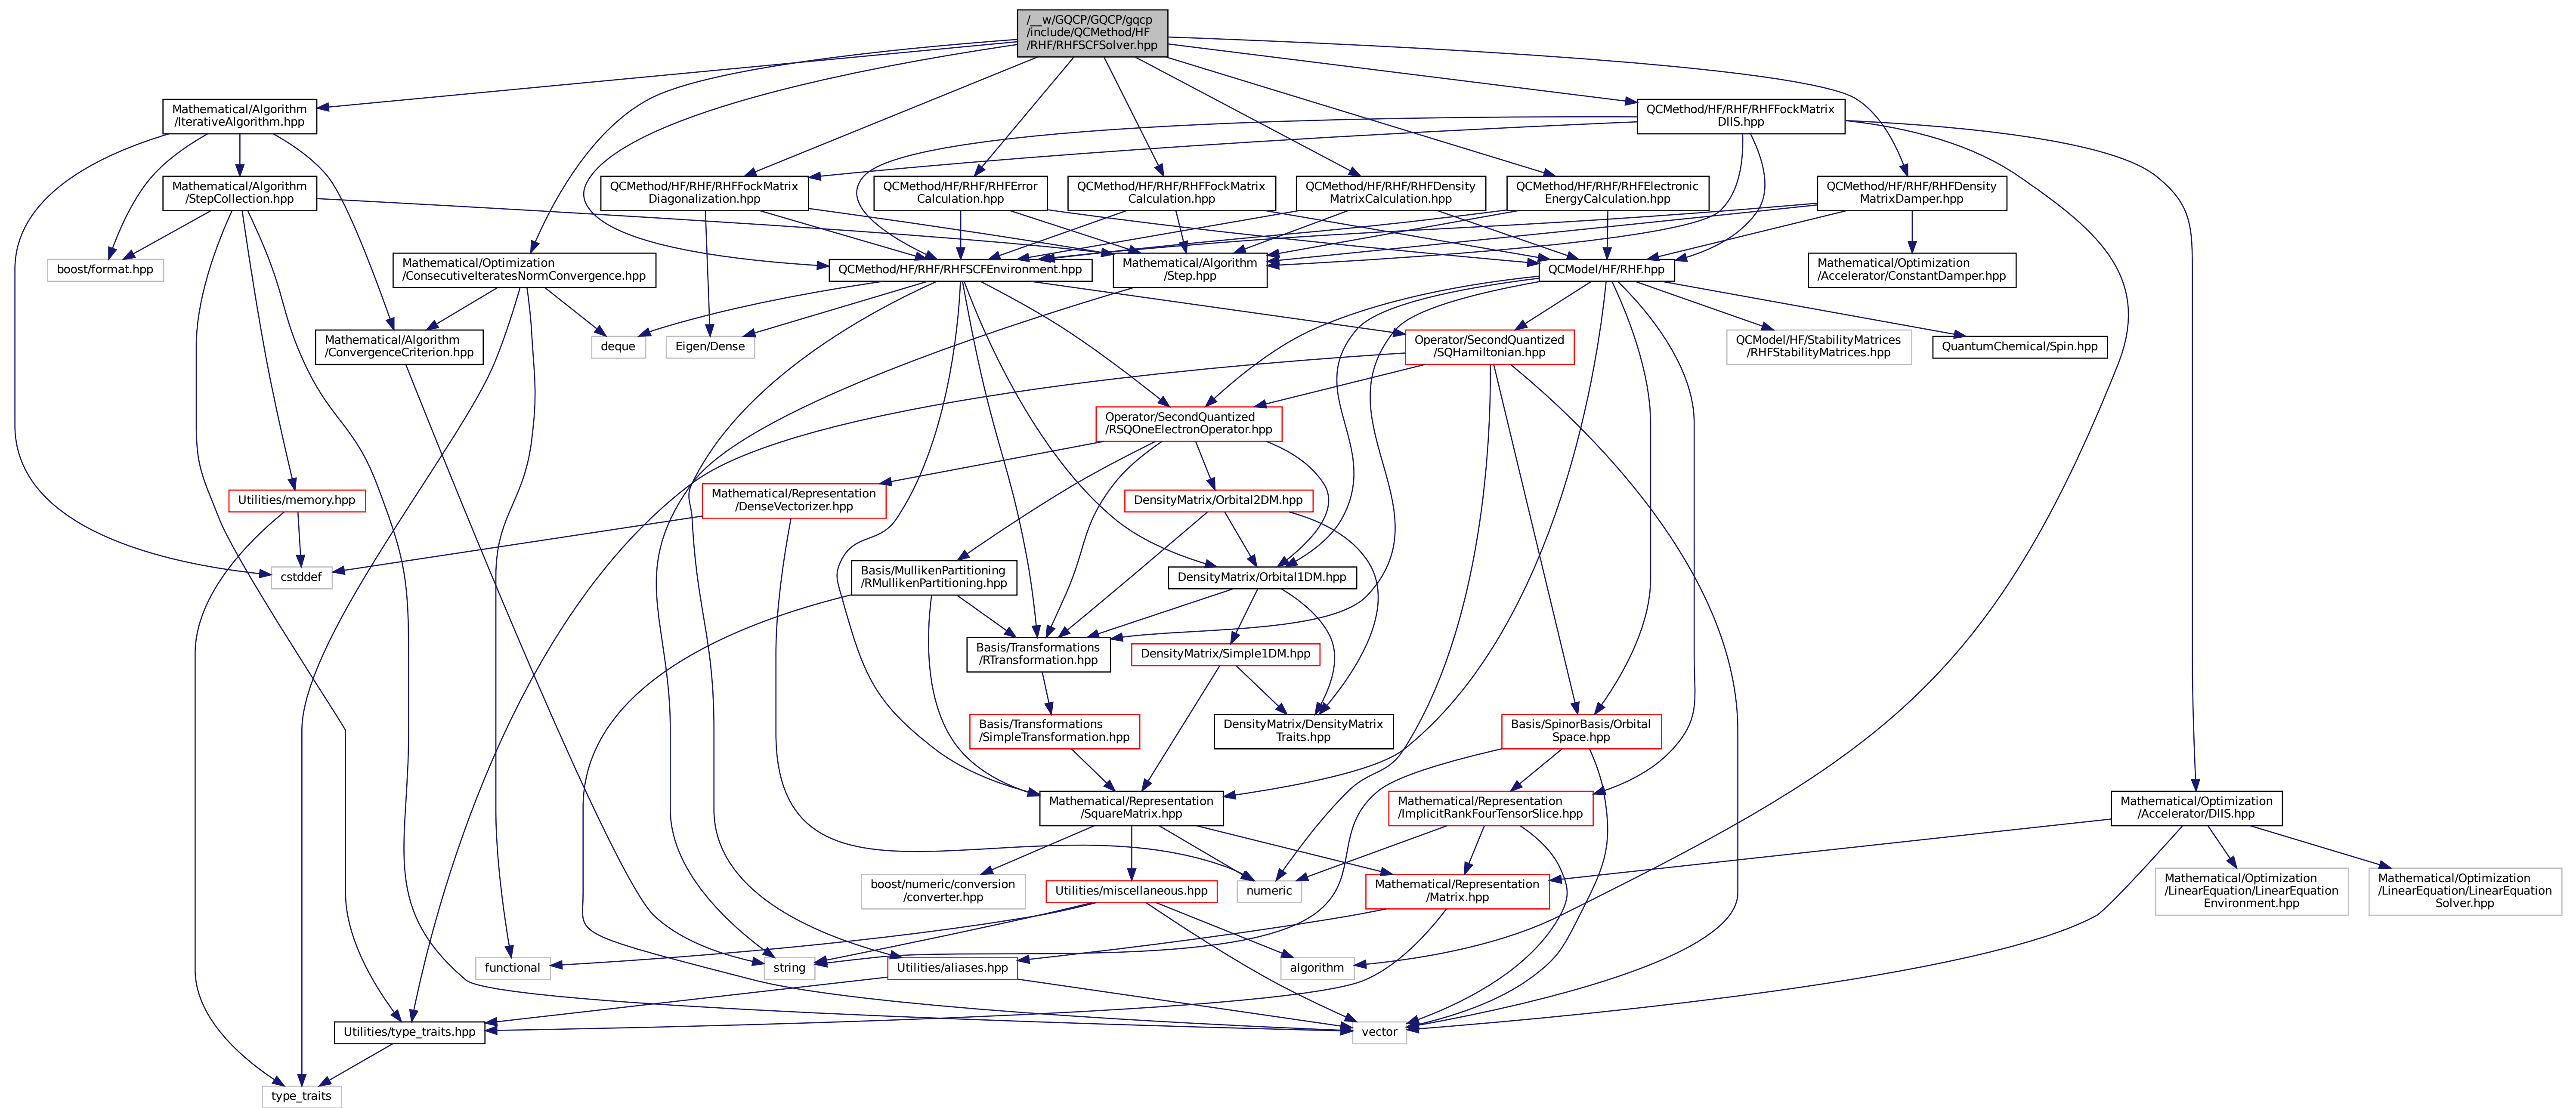 /__w/GQCP/GQCP/gqcp
/include/QCMethod/HF
/RHF/RHFSCFSolver.hpp
Mathematical/Algorithm
/IterativeAlgorithm.hpp
QCMethod/HF/RHF/RHFFockMatrix
DIIS.hpp
Mathematical/Algorithm
/StepCollection.hpp
QCMethod/HF/RHF/RHFFockMatrix
Diagonalization.hpp
QCMethod/HF/RHF/RHFError
Calculation.hpp
QCMethod/HF/RHF/RHFFockMatrix
Calculation.hpp
QCMethod/HF/RHF/RHFDensity
MatrixCalculation.hpp
QCMethod/HF/RHF/RHFElectronic
EnergyCalculation.hpp
QCMethod/HF/RHF/RHFDensity
MatrixDamper.hpp
boost/format.hpp
Mathematical/Optimization
/ConsecutiveIteratesNormConvergence.hpp
QCMethod/HF/RHF/RHFSCFEnvironment.hpp
Mathematical/Algorithm
/Step.hpp
QCModel/HF/RHF.hpp
Mathematical/Optimization
/Accelerator/ConstantDamper.hpp
Mathematical/Algorithm
/ConvergenceCriterion.hpp
deque
Eigen/Dense
Operator/SecondQuantized
/SQHamiltonian.hpp
QCModel/HF/StabilityMatrices
/RHFStabilityMatrices.hpp
QuantumChemical/Spin.hpp
Operator/SecondQuantized
/RSQOneElectronOperator.hpp
Utilities/memory.hpp
Mathematical/Representation
/DenseVectorizer.hpp
DensityMatrix/Orbital2DM.hpp
cstddef
Basis/MullikenPartitioning
/RMullikenPartitioning.hpp
DensityMatrix/Orbital1DM.hpp
Basis/Transformations
/RTransformation.hpp
DensityMatrix/Simple1DM.hpp
Basis/Transformations
/SimpleTransformation.hpp
DensityMatrix/DensityMatrix
Traits.hpp
Basis/SpinorBasis/Orbital
Space.hpp
Mathematical/Representation
/SquareMatrix.hpp
Mathematical/Representation
/ImplicitRankFourTensorSlice.hpp
Mathematical/Optimization
/Accelerator/DIIS.hpp
boost/numeric/conversion
/converter.hpp
Utilities/miscellaneous.hpp
numeric
Mathematical/Representation
/Matrix.hpp
Mathematical/Optimization
/LinearEquation/LinearEquation
Environment.hpp
Mathematical/Optimization
/LinearEquation/LinearEquation
Solver.hpp
functional
string
Utilities/aliases.hpp
algorithm
Utilities/type_traits.hpp
vector
type_traits